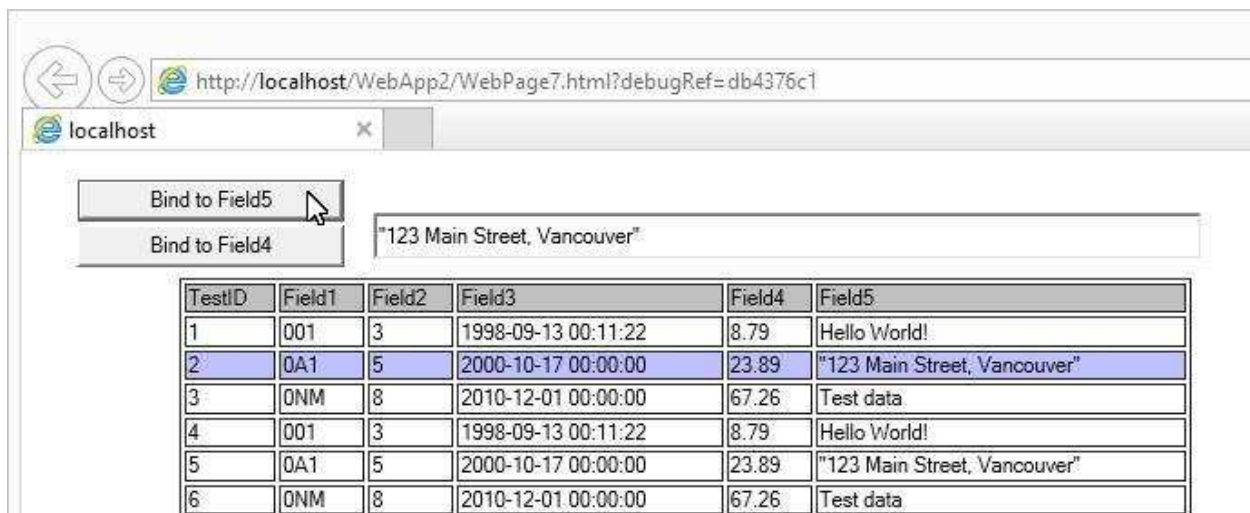 http://localhost/WebApp2/WebPage7.html?debugRef=db4376c1
localhost
Bind to Field5
Bind to Field4
"123 Main Street, Vancouver"
TestID Field1 Field2 Field3 Field4 Field5
1 001 3 1998-09-13 00:11:22 8.79 Hello World!
2 0A1 5 2000-10-17 00:00:00 23.89 "123 Main Street, Vancouver"
3 0NM 8 2010-12-01 00:00:00 67.26 Test data
4 001 3 1998-09-13 00:11:22 8.79 Hello World!
5 0A1 5 2000-10-17 00:00:00 23.89 "123 Main Street, Vancouver"
6 0NM 8 2010-12-01 00:00:00 67.26 Test data